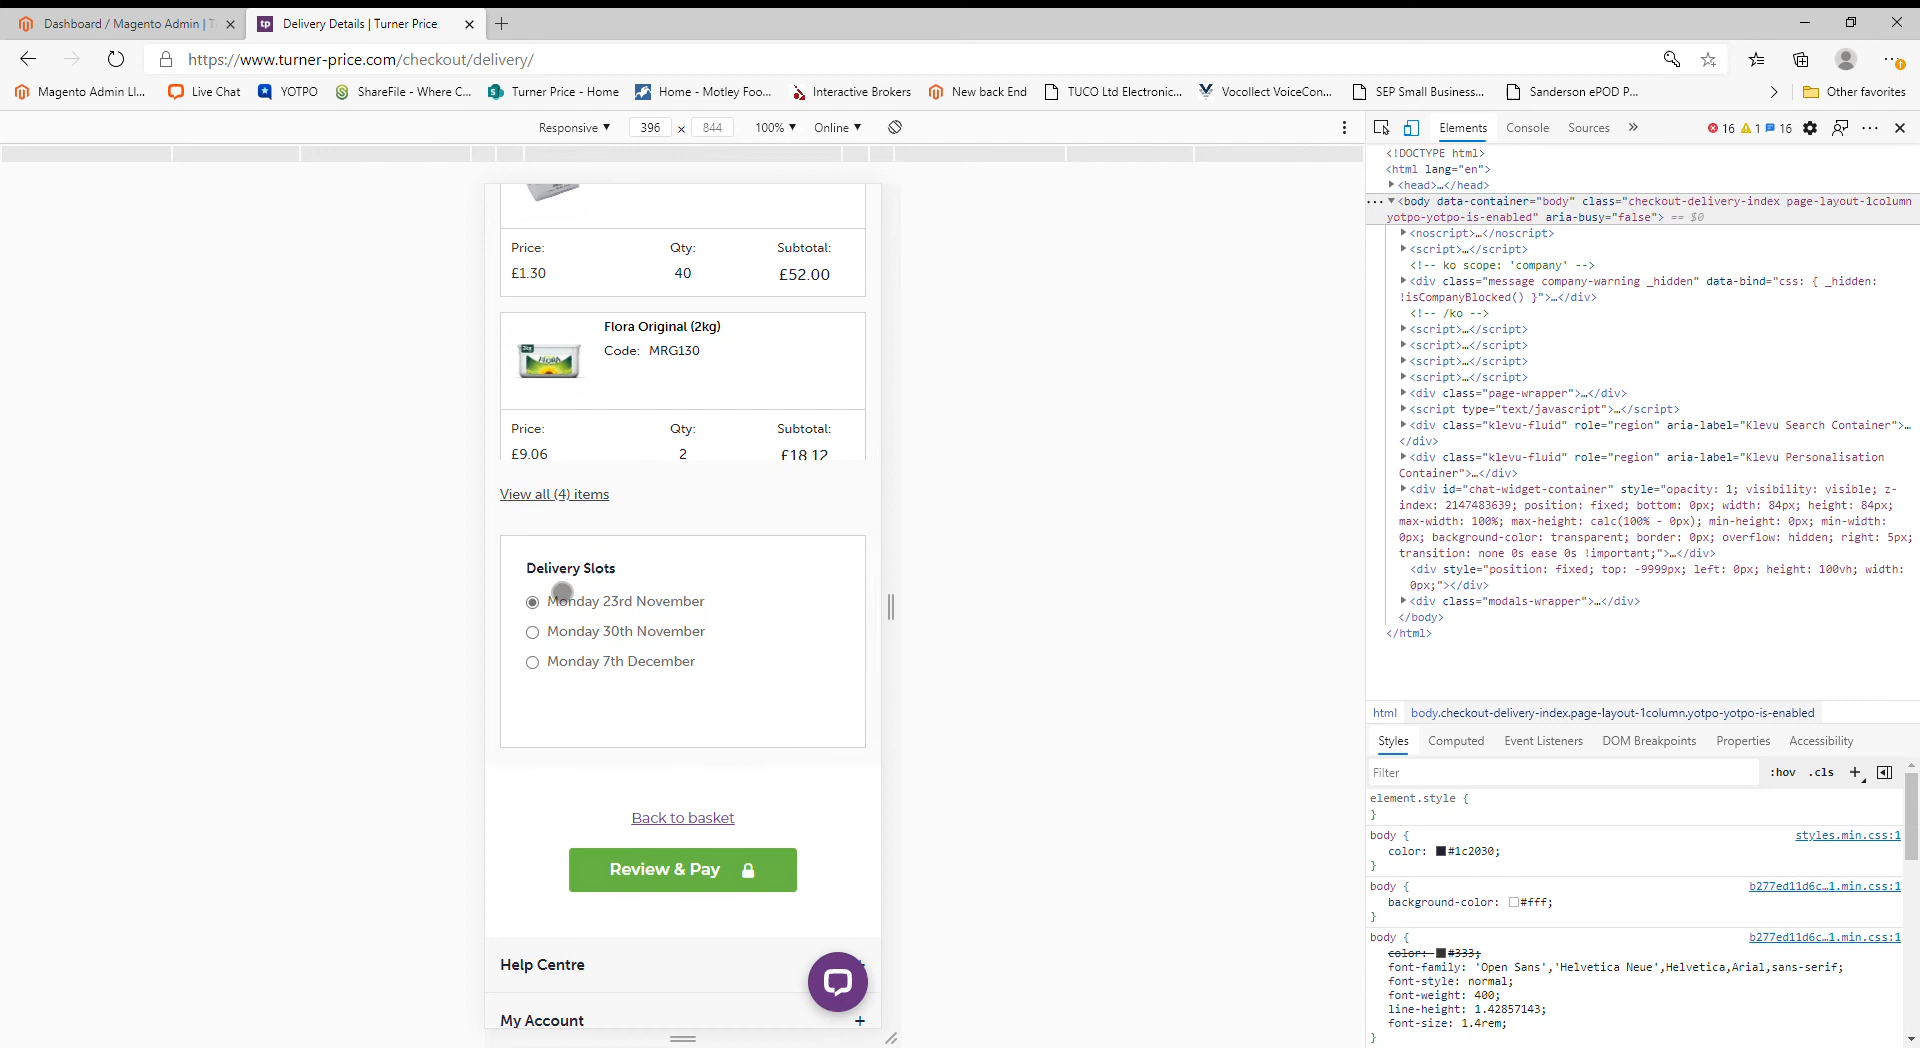 Dashboard / Magento Admin | T
Delivery Details | Turner Price
https://www.turner-price.com/checkout/delivery/
Magento Admin LI...
Live Chat
YOTPO
ShareFile - Where C...
Turner Price - Home
Home - Motley Foo...
Interactive Brokers
New back End
TUCO Ltd Electronic...
Vocollect VoiceCon...
SEP Small Business...
Sanderson ePOD P...
Other favorites
Responsive ▼ 396 x 844 100% ▼ Online ▼
Elements Console Sources » 16 1 16
Price: Qty: Subtotal:
£1.30 40 £52.00
Flora Original (2kg)
Code: MRG130
Price: Qty: Subtotal:
£9.06 2 £18.12
View all (4) items
Delivery Slots
Monday 23rd November
Monday 30th November
Monday 7th December
Back to basket
Review & Pay
Help Centre
My Account +
<!DOCTYPE html>
<html lang="en">
<head>…</head>
<body data-container="body" class="checkout-delivery-index page-layout-1column
yotpo-yotpo-is-enabled" aria-busy="false"> == $0
<noscript>…</noscript>
<script>…</script>
<!-- ko scope: 'company' -->
<div class="message company-warning _hidden" data-bind="css: { _hidden:
!isCompanyBlocked() }">…</div>
<!-- /ko -->
<script>…</script>
<script>…</script>
<script>…</script>
<script>…</script>
<div class="page-wrapper">…</div>
<script type="text/javascript">…</script>
<div class="klevu-fluid" role="region" aria-label="Klevu Search Container">…
</div>
<div class="klevu-fluid" role="region" aria-label="Klevu Personalisation
Container">…</div>
<div id="chat-widget-container" style="opacity: 1; visibility: visible; z-
index: 2147483639; position: fixed; bottom: 0px; width: 84px; height: 84px;
max-width: 100%; max-height: calc(100% - 0px); min-height: 0px; min-width:
0px; background-color: transparent; border: 0px; overflow: hidden; right: 5px;
transition: none 0s ease 0s !important;">…</div>
<div style="position: fixed; top: -9999px; left: 0px; height: 100vh; width:
0px;"></div>
<div class="modals-wrapper">…</div>
</body>
</html>
html body.checkout-delivery-index.page-layout-1column.yotpo-yotpo-is-enabled
Styles Computed Event Listeners DOM Breakpoints Properties Accessibility
Filter :hov .cls +
element.style {
}
body { styles.min.css:1
color: #1c2030;
}
body { b277ed11d6c…1.min.css:1
background-color: #fff;
}
body { b277ed11d6c…1.min.css:1
color: #333;
font-family: 'Open Sans','Helvetica Neue',Helvetica,Arial,sans-serif;
font-style: normal;
font-weight: 400;
line-height: 1.42857143;
font-size: 1.4rem;
}